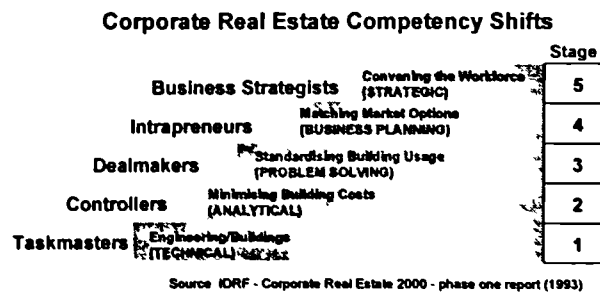 Corporate Real Estate Competency Shifts
Stage
Business Strategists Convening the Workforce 5
(STRATEGIC)
Intrapreneurs Matching Market Options 4
(BUSINESS PLANNING)
Dealmakers Standardising Building Usage 3
(PROBLEM SOLVING)
Controllers Minimising Building Costs 2
(ANALYTICAL)
Taskmasters Engineering/Buildings 1
(TECHNICAL)
Source IDRF - Corporate Real Estate 2000 - phase one report (1993)